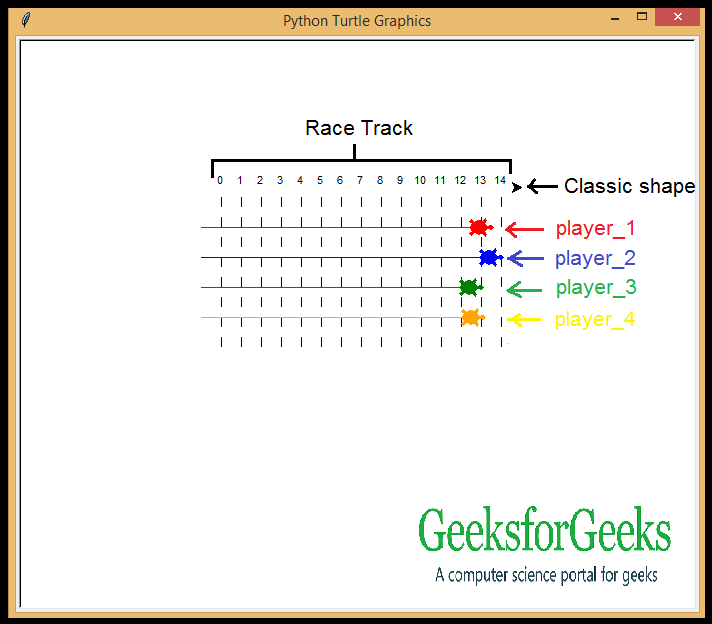 Python Turtle Graphics
Race Track
0 1 2 3 4 5 6 7 8 9 10 11 12 13 14
Classic shape
player_1
player_2
player_3
player_4
GeeksforGeeks
A computer science portal for geeks